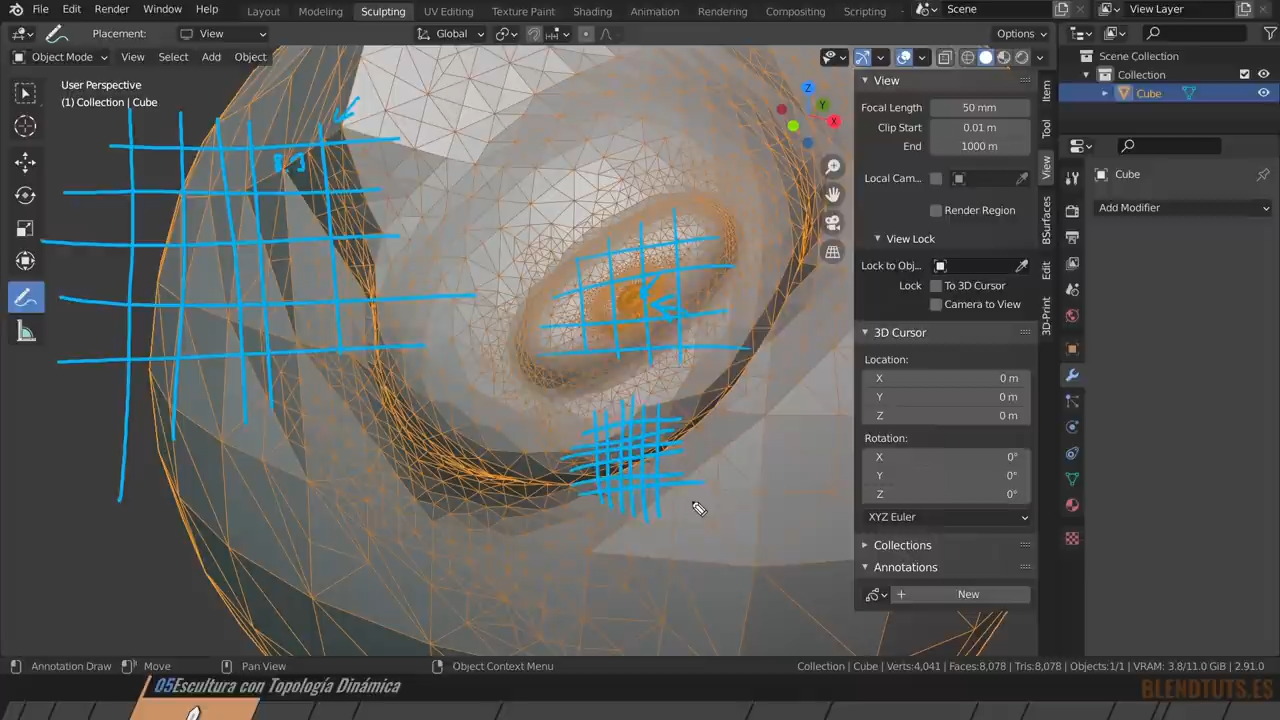 File Edit Render Window Help Layout Modeling Sculpting UV Editing Texture Paint Shading Animation Rendering Compositing Scripting Scene View Layer
Placement: View Global Options
Object Mode View Select Add Object
User Perspective
(1) Collection | Cube
Z
Y
X
View
Focal Length 50 mm
Clip Start 0.01 m
End 1000 m
Local Cam...
Render Region
View Lock
Lock to Obj...
Lock To 3D Cursor
Camera to View
3D Cursor
Location:
X 0 m
Y 0 m
Z 0 m
Rotation:
X 0°
Y 0°
Z 0°
XYZ Euler
Collections
Annotations
+ New
Item
Tool
View
BSurfaces
Edit
3D-Print
Scene Collection
Collection
Cube
Cube
Add Modifier
Annotation Draw Move Pan View Object Context Menu Collection | Cube | Verts:4,041 | Faces:8,078 | Tris:8,078 | Objects:1/1 | VRAM: 3.8/11.0 GiB | 2.91.0
05Escultura con Topología Dinámica
BLENDTUTS.ES